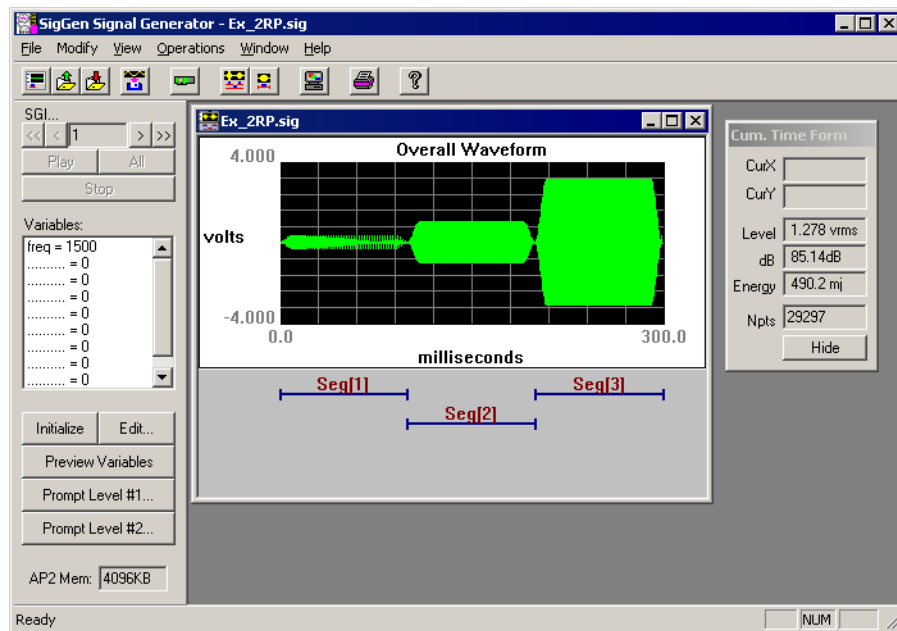 SigGen Signal Generator - Ex_2RP.sig
File Modify View Operations Window Help
SGI...
<< < 1 > >>
Play All
Stop
Variables:
freq = 1500
.......... = 0
.......... = 0
.......... = 0
.......... = 0
.......... = 0
.......... = 0
.......... = 0
.......... = 0
Initialize Edit...
Preview Variables
Prompt Level #1...
Prompt Level #2...
AP2 Mem: 4096KB
Ex_2RP.sig
Overall Waveform
4.000
volts
-4.000
0.0 300.0
milliseconds
Seg[1] Seg[3]
Seg[2]
Cum. Time Form
CurX
CurY
Level 1.278 vrms
dB 85.14dB
Energy 490.2 mj
Npts 29297
Hide
Ready NUM